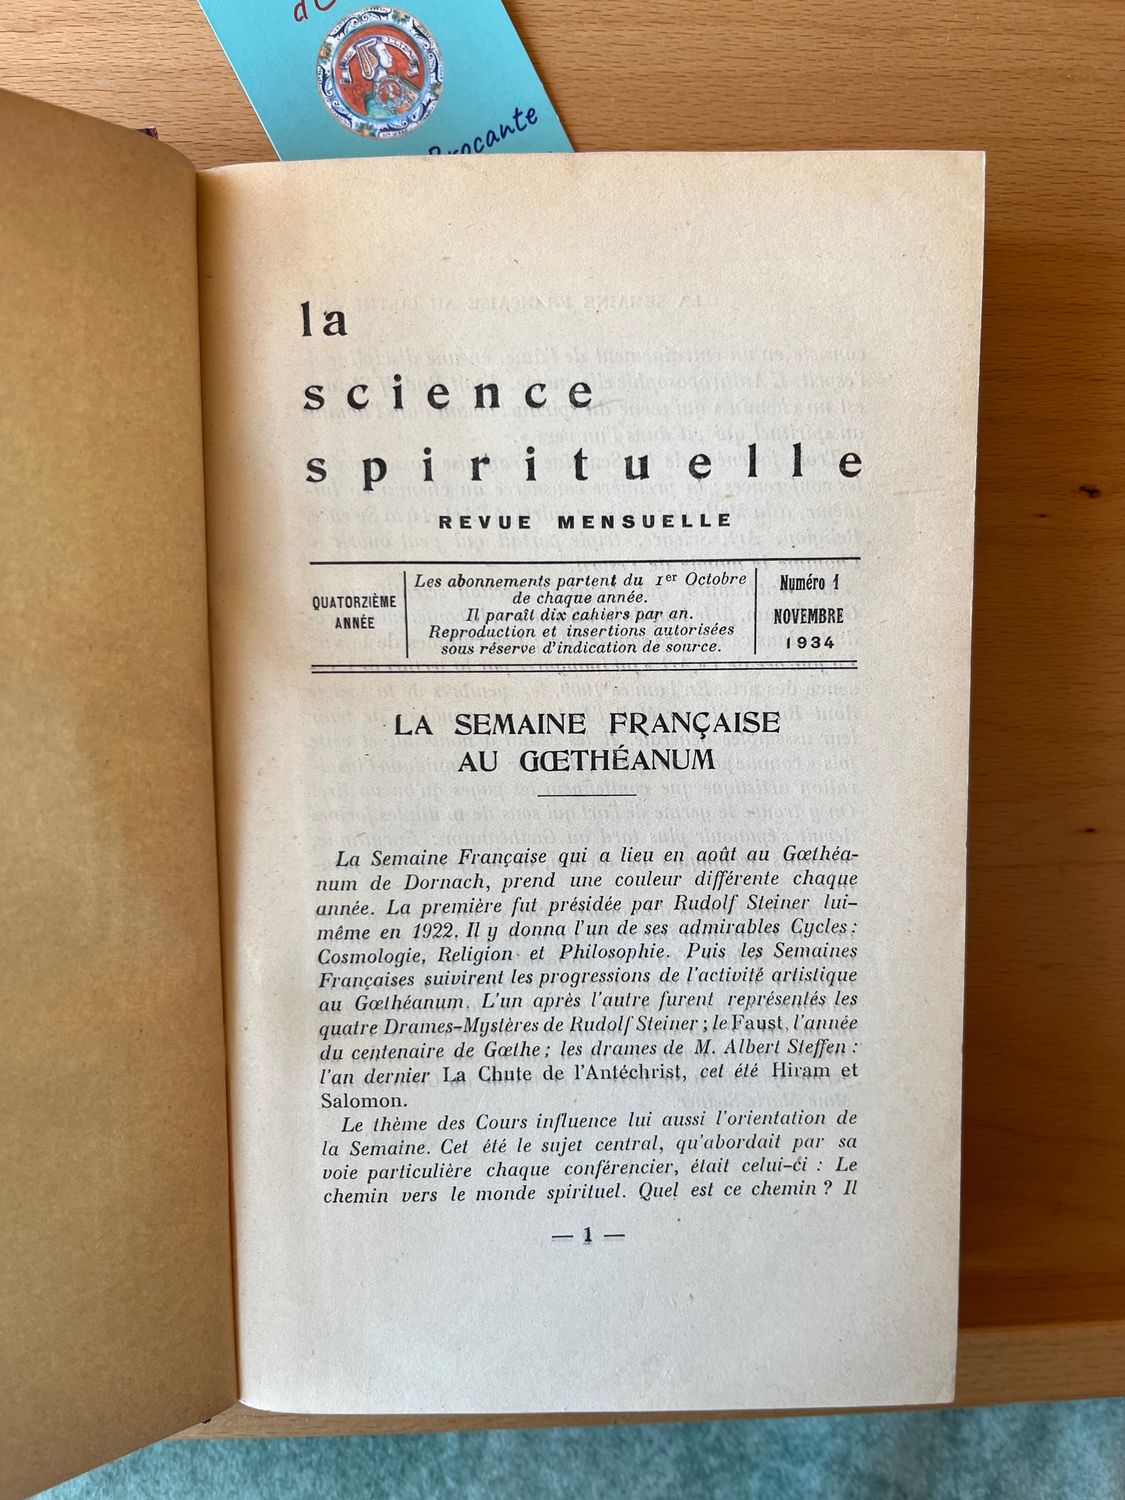 Brocante
la
science
spirituelle
REVUE MENSUELLE
QUATORZIÈME
ANNÉE
Les abonnements partent du 1er Octobre
de chaque année.
Il paraît dix cahiers par an.
Reproduction et insertions autorisées
sous réserve d'indication de source.
Numéro 1
NOVEMBRE
1934
LA SEMAINE FRANÇAISE
AU GŒTHÉANUM
La Semaine Française qui a lieu en août au Gœthéa-
num de Dornach, prend une couleur différente chaque
année. La première fut présidée par Rudolf Steiner lui-
même en 1922. Il y donna l'un de ses admirables Cycles :
Cosmologie, Religion et Philosophie. Puis les Semaines
Françaises suivirent les progressions de l'activité artistique
au Gœthéanum. L'un après l'autre furent représentés les
quatre Drames-Mystères de Rudolf Steiner ; le Faust, l'année
du centenaire de Gœthe ; les drames de M. Albert Steffen :
l'an dernier La Chute de l'Antéchrist, cet été Hiram et
Salomon.
Le thème des Cours influence lui aussi l'orientation de
la Semaine. Cet été le sujet central, qu'abordait par sa
voie particulière chaque conférencier, était celui-ci : Le
chemin vers le monde spirituel. Quel est ce chemin ? Il
— 1 —